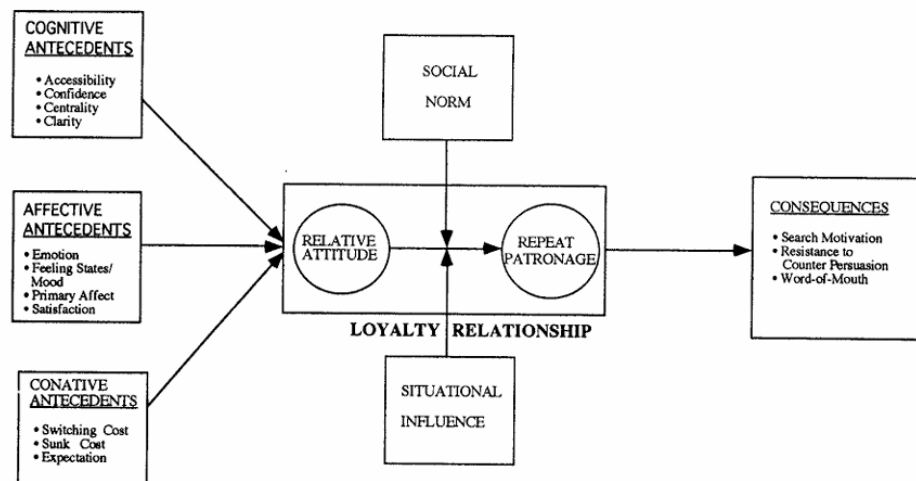 COGNITIVE
ANTECEDENTS
• Accessibility
• Confidence
• Centrality
• Clarity
SOCIAL
NORM
AFFECTIVE
ANTECEDENTS
• Emotion
• Feeling States/
Mood
• Primary Affect
• Satisfaction
RELATIVE
ATTITUDE
REPEAT
PATRONAGE
LOYALTY RELATIONSHIP
CONSEQUENCES
• Search Motivation
• Resistance to
Counter Persuasion
• Word-of-Mouth
CONATIVE
ANTECEDENTS
• Switching Cost
• Sunk Cost
• Expectation
SITUATIONAL
INFLUENCE